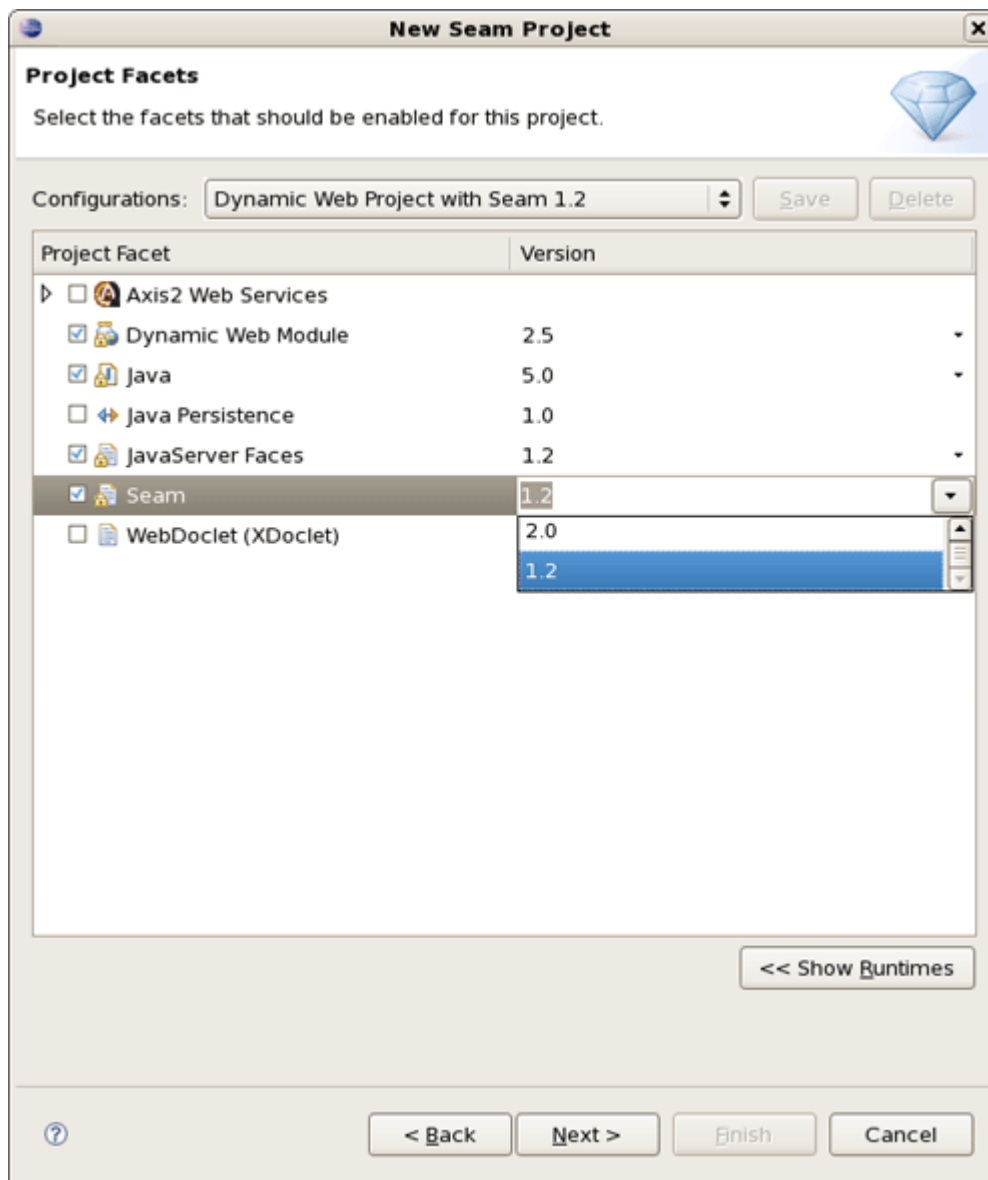 New Seam Project
Project Facets
Select the facets that should be enabled for this project.
Configurations: Dynamic Web Project with Seam 1.2 Save Delete
Project Facet Version
Axis2 Web Services
Dynamic Web Module 2.5
Java 5.0
Java Persistence 1.0
JavaServer Faces 1.2
Seam 1.2
WebDoclet (XDoclet) 2.0
1.2
<< Show Runtimes
< Back Next > Finish Cancel